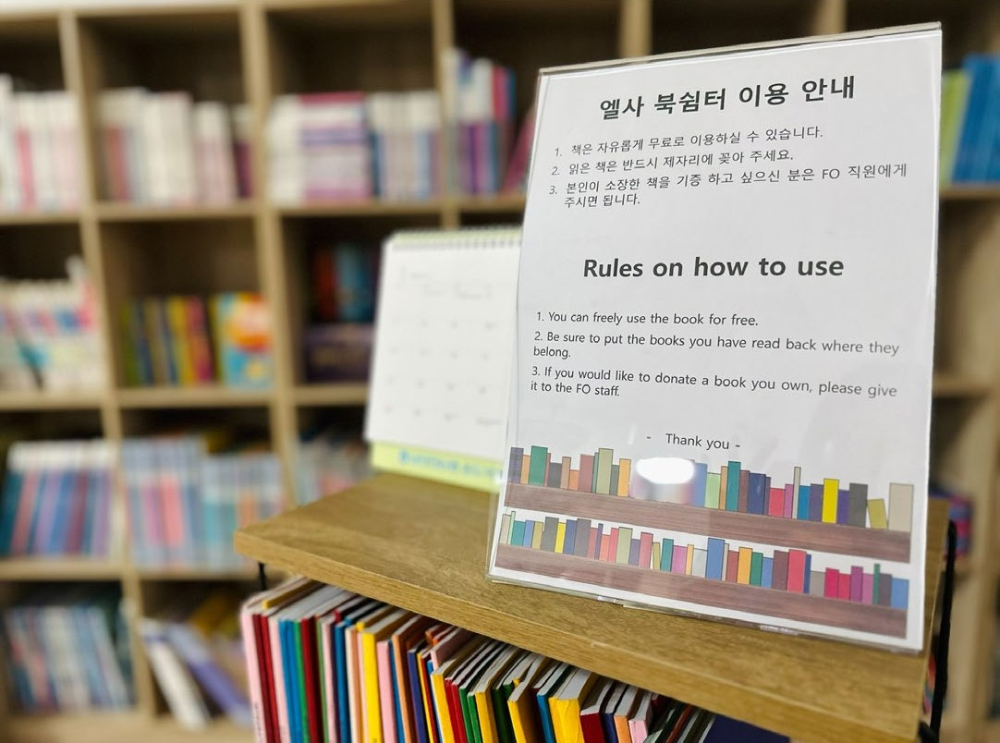 엘사 북쉼터 이용 안내
1. 책은 자유롭게 무료로 이용하실 수 있습니다.
2. 읽은 책은 반드시 제자리에 꽂아 주세요.
3. 본인이 소장한 책을 기증 하고 싶으신 분은 FO 직원에게
주시면 됩니다.
Rules on how to use
1. You can freely use the book for free.
2. Be sure to put the books you have read back where they
belong.
3. If you would like to donate a book you own, please give
it to the FO staff.
- Thank you -